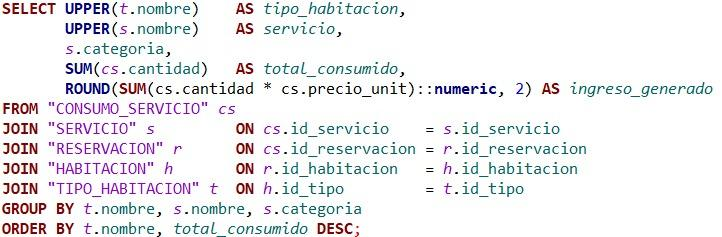 SELECT UPPER(t.nombre)    AS tipo_habitacion,
       UPPER(s.nombre)    AS servicio,
       s.categoria,
       SUM(cs.cantidad)   AS total_consumido,
       ROUND(SUM(cs.cantidad * cs.precio_unit)::numeric, 2) AS ingreso_generado
FROM "CONSUMO_SERVICIO" cs
JOIN "SERVICIO" s         ON cs.id_servicio    = s.id_servicio
JOIN "RESERVACION" r      ON cs.id_reservacion = r.id_reservacion
JOIN "HABITACION" h       ON r.id_habitacion   = h.id_habitacion
JOIN "TIPO_HABITACION" t  ON h.id_tipo         = t.id_tipo
GROUP BY t.nombre, s.nombre, s.categoria
ORDER BY t.nombre, total_consumido DESC;